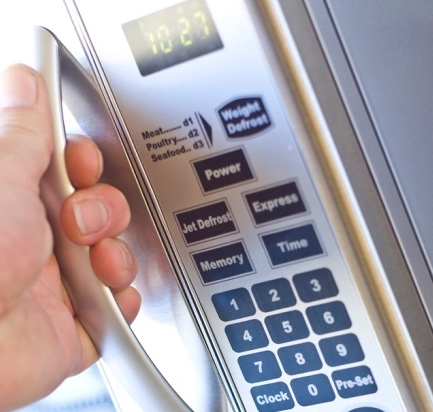 10:27
Meat....... d1
Poultry.... d2
Seafood.. d3
Weight
Defrost
Power
Jet Defrost
Express
Memory
Time
1 2 3
4 5 6
7 8 9
Clock 0 Pre-Set